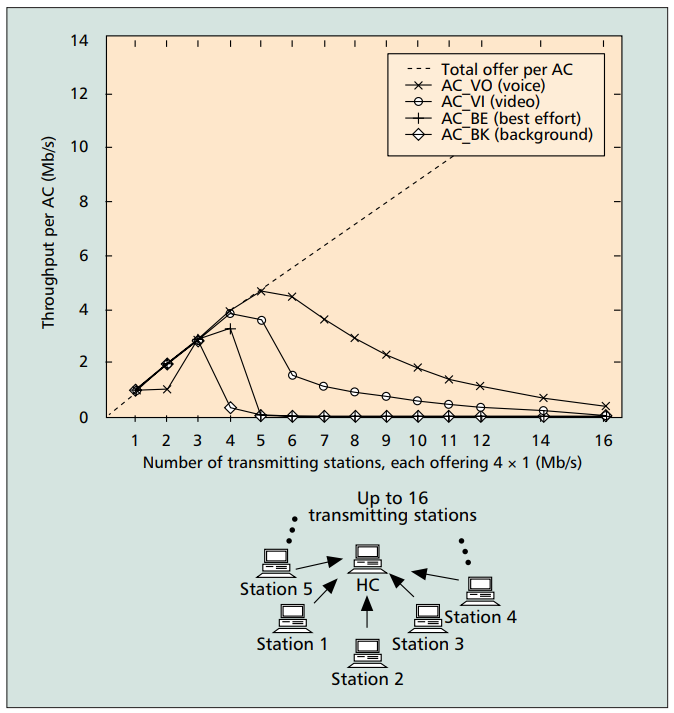 14
12
10
8
6
4
2
0
Throughput per AC (Mb/s)
Total offer per AC
AC_VO (voice)
AC_VI (video)
AC_BE (best effort)
AC_BK (background)
1 2 3 4 5 6 7 8 9 10 11 12 14 16
Number of transmitting stations, each offering 4 × 1 (Mb/s)
Up to 16
transmitting stations
HC
Station 5
Station 4
Station 1
Station 3
Station 2